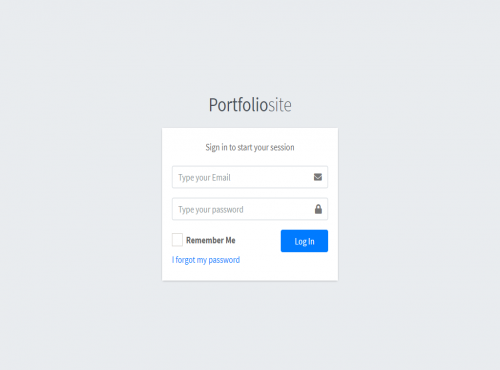 Portfoliosite
Sign in to start your session
Type your Email
Type your password
Remember Me
Log In
I forgot my password